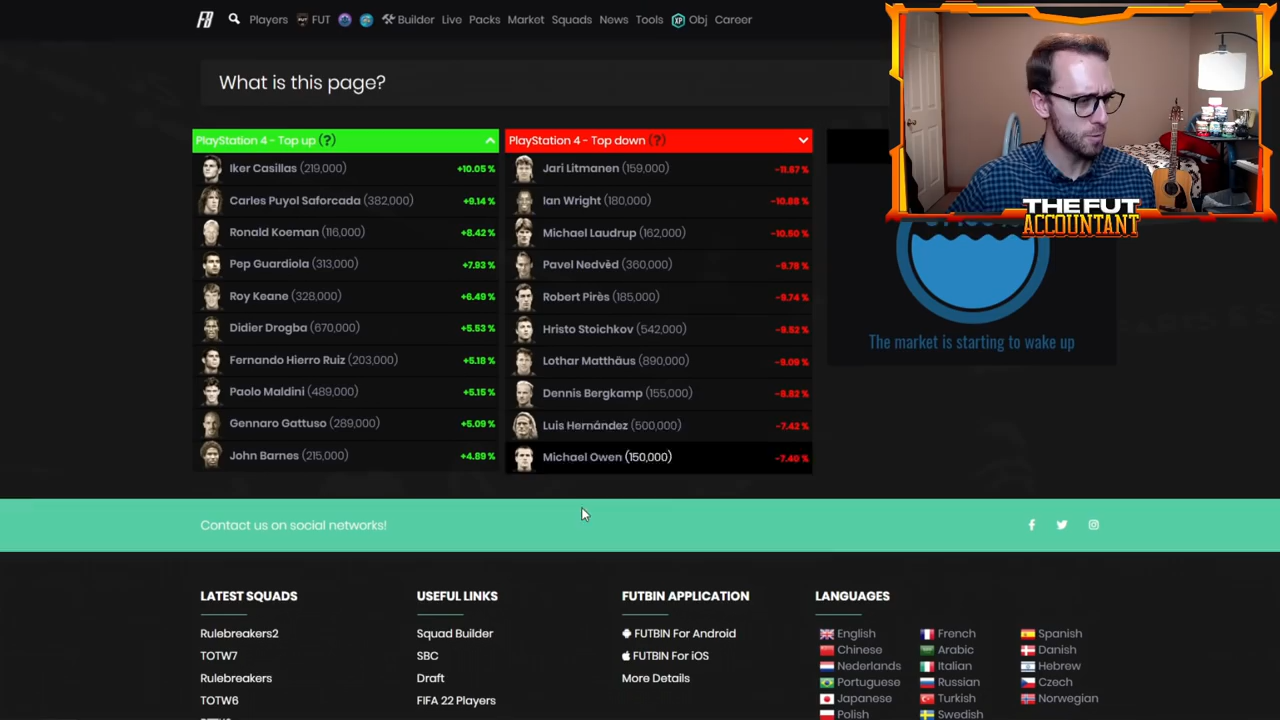 FB Players FUT Builder Live Packs Market Squads News Tools XP Obj Career
What is this page?
PlayStation 4 - Top up (?)
Iker Casillas (219,000) +10.05 %
Carles Puyol Saforcada (382,000) +9.14 %
Ronald Koeman (116,000) +8.42 %
Pep Guardiola (313,000) +7.93 %
Roy Keane (328,000) +6.49 %
Didier Drogba (670,000) +5.53 %
Fernando Hierro Ruiz (203,000) +5.18 %
Paolo Maldini (489,000) +5.15 %
Gennaro Gattuso (289,000) +5.09 %
John Barnes (215,000) +4.69 %
PlayStation 4 - Top down (?)
Jari Litmanen (159,000) -11.67 %
Ian Wright (180,000) -10.88 %
Michael Laudrup (162,000) -10.50 %
Pavel Nedvěd (360,000) -9.78 %
Robert Pirès (185,000) -9.74 %
Hristo Stoichkov (542,000) -9.52 %
Lothar Matthäus (890,000) -9.09 %
Dennis Bergkamp (155,000) -8.82 %
Luis Hernández (500,000) -7.42 %
Michael Owen (150,000) -7.40 %
THE FUT
ACCOUNTANT
The market is starting to wake up
Contact us on social networks!
LATEST SQUADS
Rulebreakers2
TOTW7
Rulebreakers
TOTW6
USEFUL LINKS
Squad Builder
SBC
Draft
FIFA 22 Players
FUTBIN APPLICATION
FUTBIN For Android
FUTBIN For iOS
More Details
LANGUAGES
English French Spanish
Chinese Arabic Danish
Nederlands Italian Hebrew
Portuguese Russian Czech
Japanese Turkish Norwegian
Polish Swedish